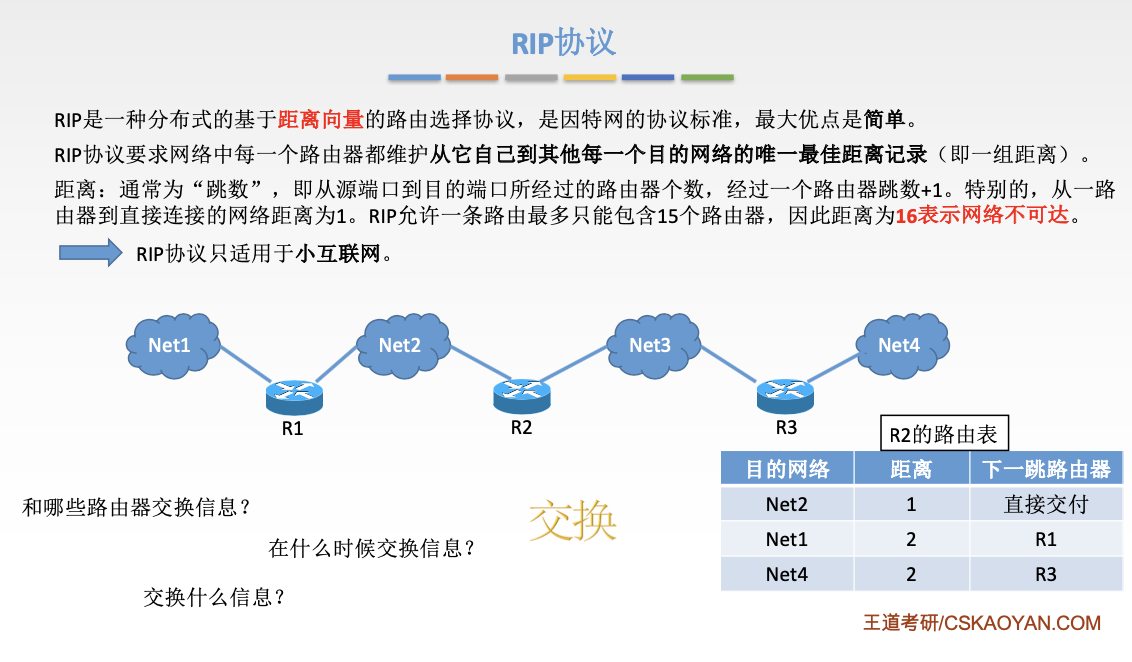 RIP协议
RIP是一种分布式的基于距离向量的路由选择协议，是因特网的协议标准，最大优点是简单。
RIP协议要求网络中每一个路由器都维护从它自己到其他每一个目的网络的唯一最佳距离记录（即一组距离）。
距离：通常为“跳数”，即从源端口到目的端口所经过的路由器个数，经过一个路由器跳数+1。特别的，从一路
由器到直接连接的网络距离为1。RIP允许一条路由最多只能包含15个路由器，因此距离为16表示网络不可达。
RIP协议只适用于小互联网。
Net1 Net2 Net3 Net4
R1 R2 R3
R2的路由表
目的网络 距离 下一跳路由器
Net2 1 直接交付
Net1 2 R1
Net4 2 R3
和哪些路由器交换信息？
在什么时候交换信息？
交换什么信息？
交换
王道考研/CSKAOYAN.COM